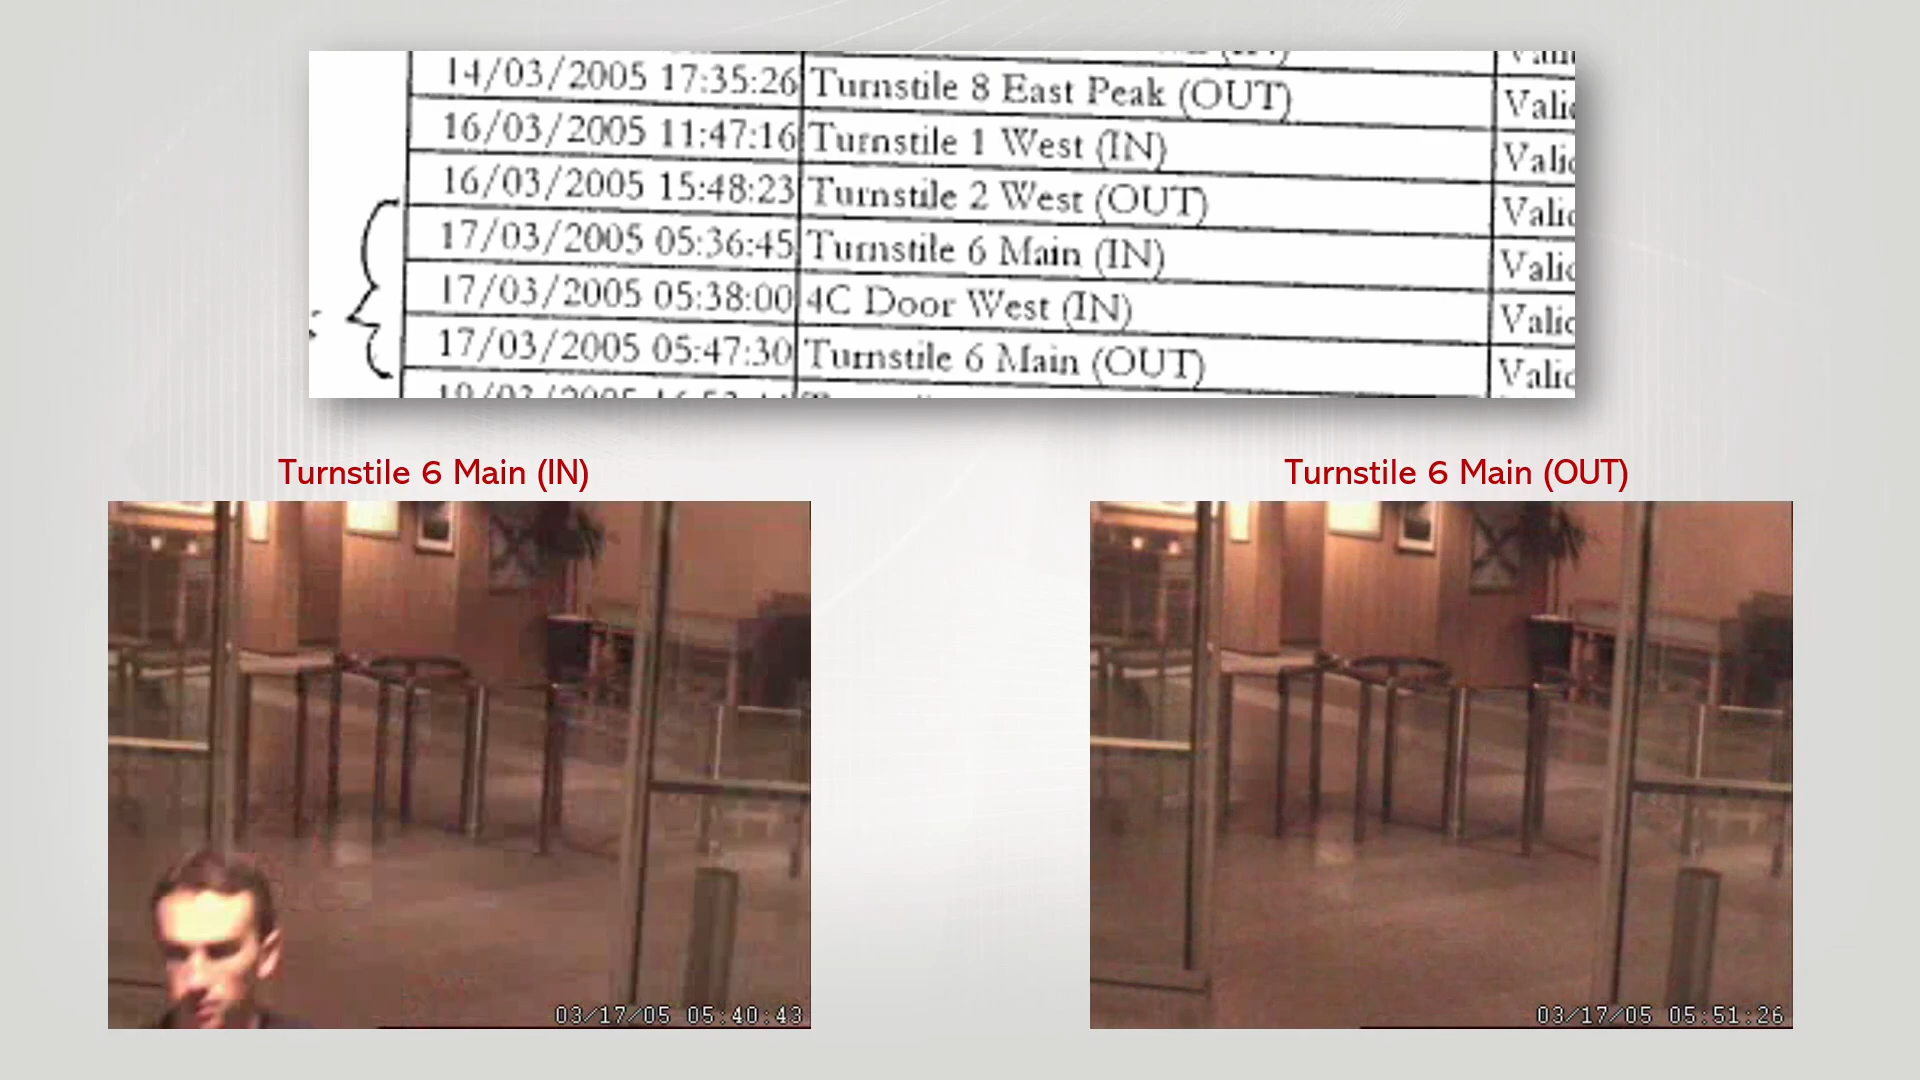 14/03/2005 17:35:26 Turnstile 8 East Peak (OUT) Valid
16/03/2005 11:47:16 Turnstile 1 West (IN)
16/03/2005 15:48:23 Turnstile 2 West (OUT)
17/03/2005 05:36:45 Turnstile 6 Main (IN)
17/03/2005 05:38:00 4C Door West (IN)
17/03/2005 05:47:30 Turnstile 6 Main (OUT)
Turnstile 6 Main (IN)
Turnstile 6 Main (OUT)
03/17/05 05:40:43
03/17/05 05:51:26